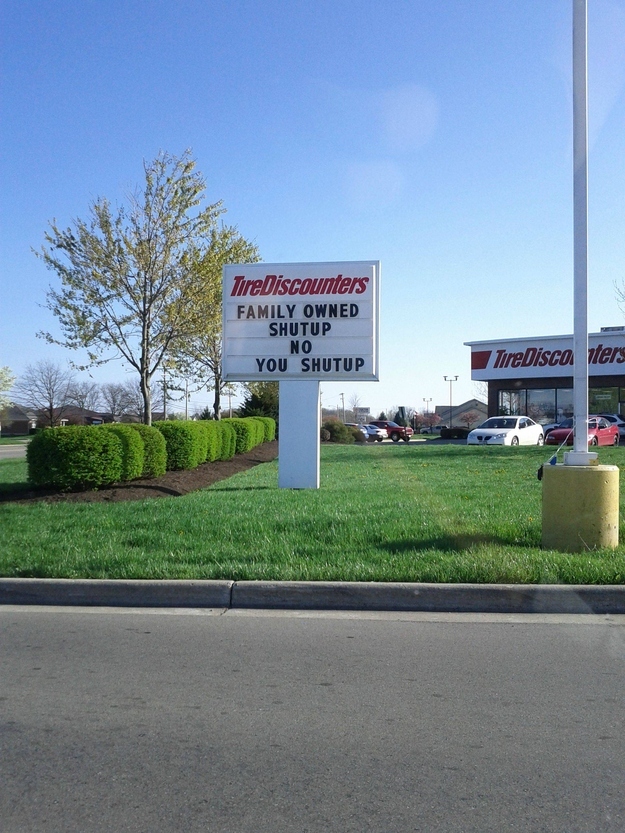 TireDiscounters
FAMILY OWNED
SHUTUP
NO
YOU SHUTUP
TireDiscounters